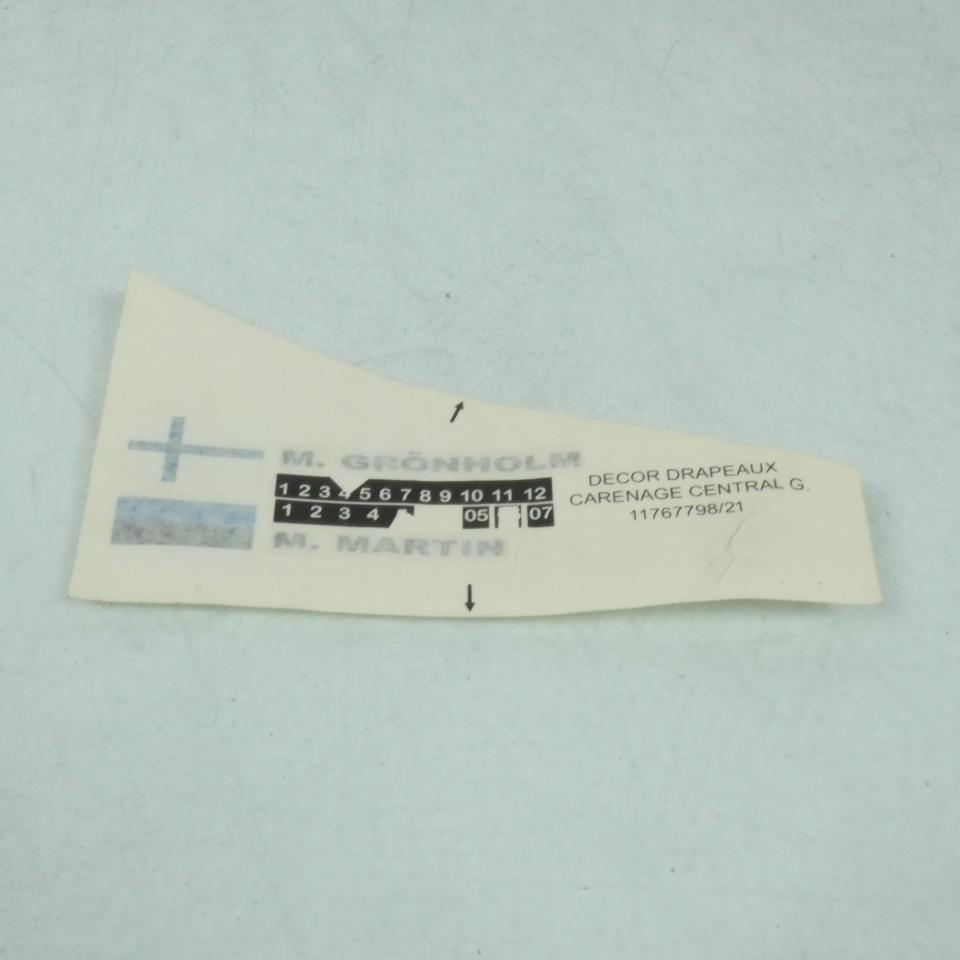 M. GRÖNHOLM
1 2 3 4 5 6 7 8 9 10 11 12
1 2 3 4 05 07
M. MARTIN
DECOR DRAPEAUX
CARENAGE CENTRAL G.
11767798/21